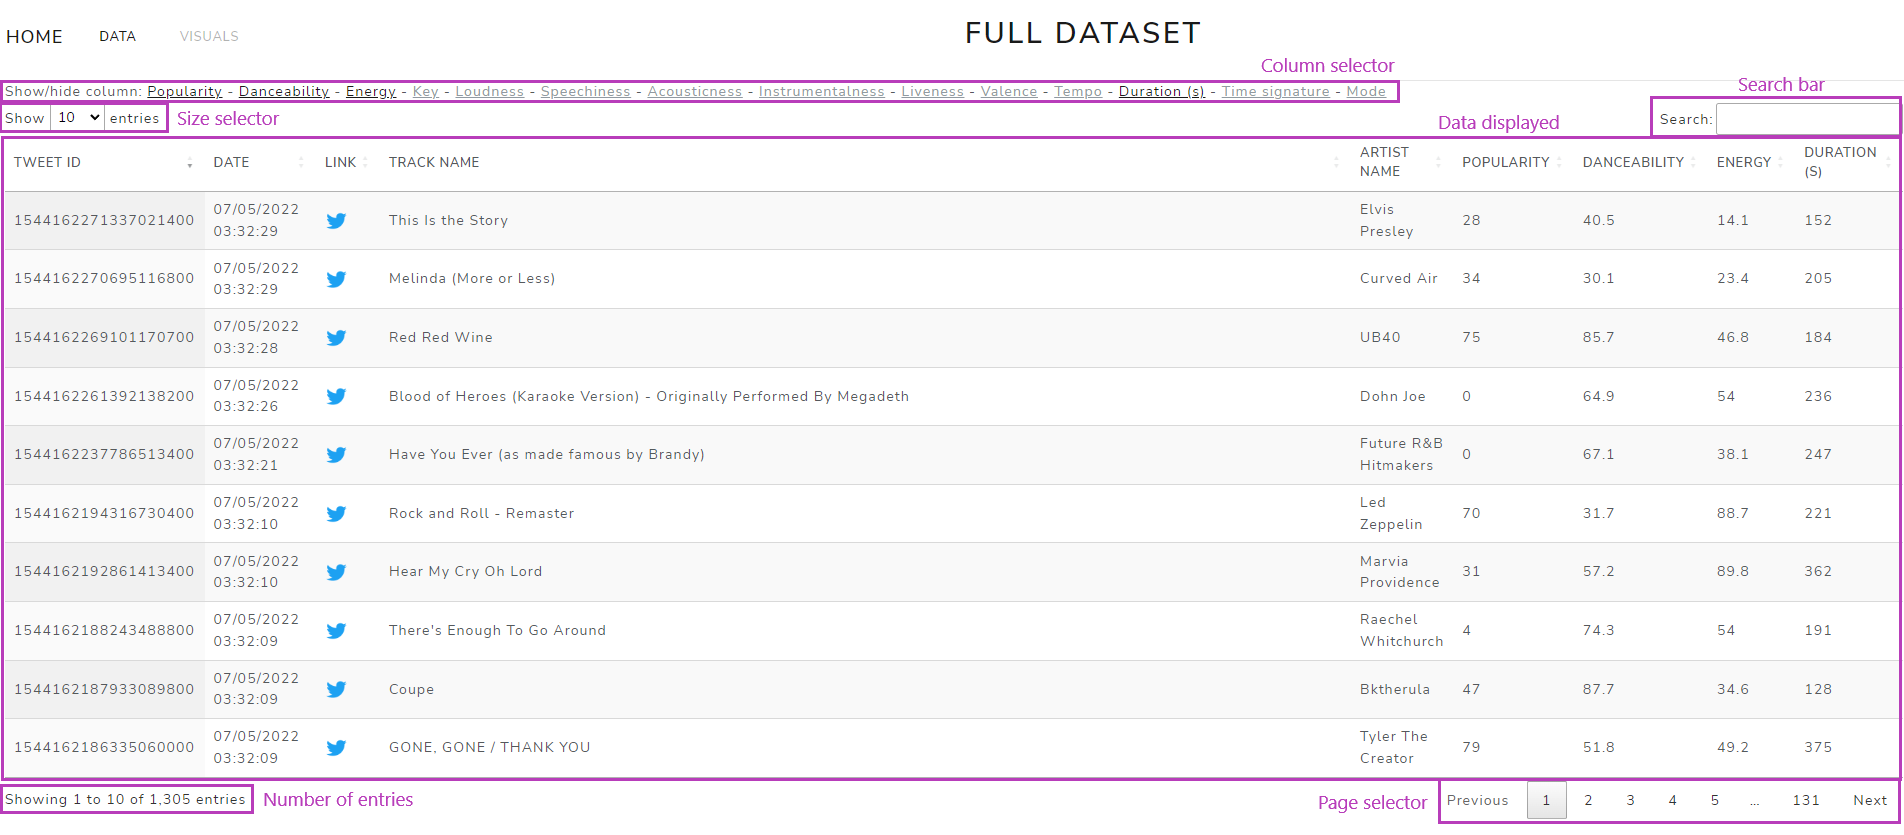 HOME DATA VISUALS FULL DATASET
Column selector
Show/hide column: Popularity - Danceability - Energy - Key - Loudness - Speechiness - Acousticness - Instrumentalness - Liveness - Valence - Tempo - Duration (s) - Time signature - Mode
Search bar
Show 10 entries Size selector
Data displayed
Search:
TWEET ID DATE LINK TRACK NAME ARTIST NAME POPULARITY DANCEABILITY ENERGY DURATION (S)
1544162271337021400 07/05/2022 03:32:29 This Is the Story Elvis Presley 28 40.5 14.1 152
1544162270695116800 07/05/2022 03:32:29 Melinda (More or Less) Curved Air 34 30.1 23.4 205
1544162269101170700 07/05/2022 03:32:28 Red Red Wine UB40 75 85.7 46.8 184
1544162261392138200 07/05/2022 03:32:26 Blood of Heroes (Karaoke Version) - Originally Performed By Megadeth Dohn Joe 0 64.9 54 236
1544162237786513400 07/05/2022 03:32:21 Have You Ever (as made famous by Brandy) Future R&B Hitmakers 0 67.1 38.1 247
1544162194316730400 07/05/2022 03:32:10 Rock and Roll - Remaster Led Zeppelin 70 31.7 88.7 221
1544162192861413400 07/05/2022 03:32:10 Hear My Cry Oh Lord Marvia Providence 31 57.2 89.8 362
1544162188243488800 07/05/2022 03:32:09 There's Enough To Go Around Raechel Whitchurch 4 74.3 54 191
1544162187933089800 07/05/2022 03:32:09 Coupe Bktherula 47 87.7 34.6 128
1544162186335060000 07/05/2022 03:32:09 GONE, GONE / THANK YOU Tyler The Creator 79 51.8 49.2 375
Showing 1 to 10 of 1,305 entries Number of entries Page selector Previous 1 2 3 4 5 … 131 Next